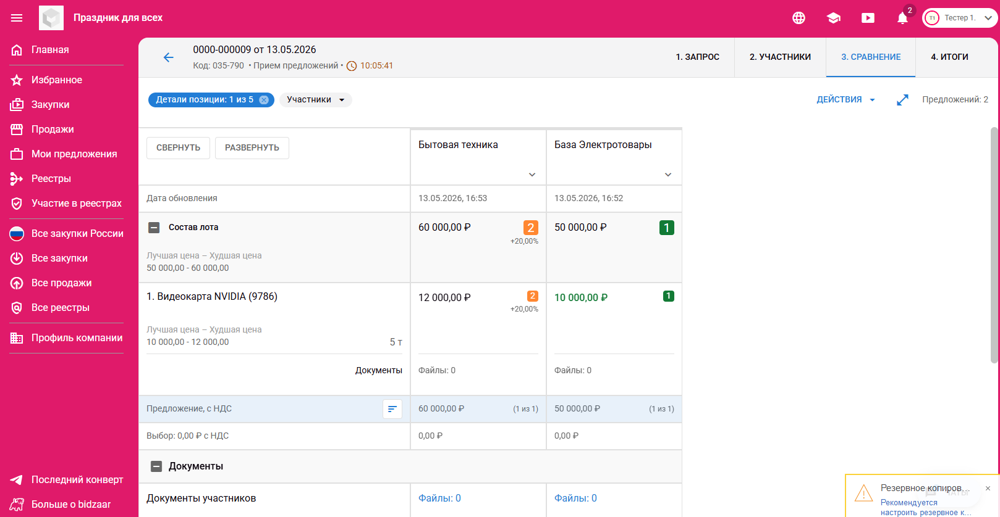 Праздник для всех
2
T1
Тестер 1.
Главная
Избранное
Закупки
Продажи
Мои предложения
Реестры
Участие в реестрах
Все закупки России
Все закупки
Все продажи
Все реестры
Профиль компании
Последний конверт
Больше о bidzaar
0000-000009 от 13.05.2026
Код: 035-790 • Прием предложений • 10:05:41
1. ЗАПРОС
2. УЧАСТНИКИ
3. СРАВНЕНИЕ
4. ИТОГИ
Детали позиции: 1 из 5
Участники
ДЕЙСТВИЯ
Предложений: 2
СВЕРНУТЬ
РАЗВЕРНУТЬ
Бытовая техника
База Электротовары
Дата обновления
13.05.2026, 16:53
13.05.2026, 16:52
Состав лота
60 000,00 ₽
2
+20,00%
50 000,00 ₽
1
Лучшая цена – Худшая цена
50 000,00 - 60 000,00
1. Видеокарта NVIDIA (9786)
12 000,00 ₽
2
+20,00%
10 000,00 ₽
1
Лучшая цена – Худшая цена
10 000,00 - 12 000,00
5 т
Документы
Файлы: 0
Файлы: 0
Предложение, с НДС
60 000,00 ₽
(1 из 1)
50 000,00 ₽
(1 из 1)
Выбор: 0,00 ₽ с НДС
0,00 ₽
0,00 ₽
Документы
Документы участников
Файлы: 0
Файлы: 0
Резервное копиров...
×
Рекомендуется
настроить резервное к...